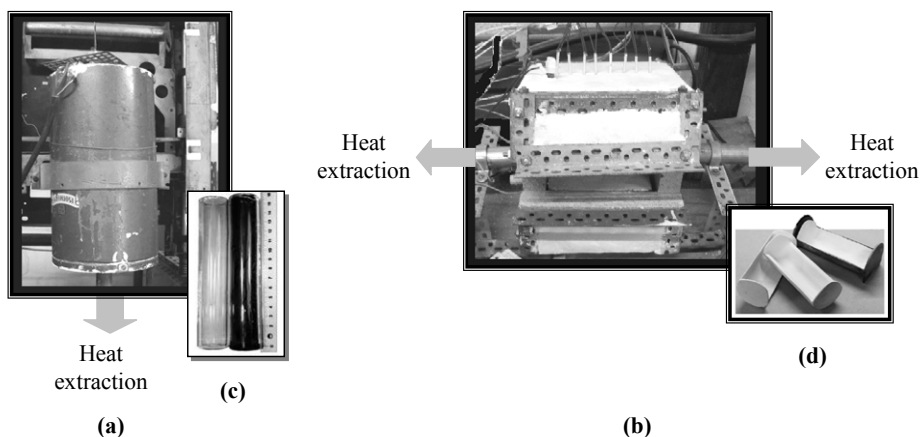 Heat
extraction
(a)
(c)
Heat
extraction
Heat
extraction
(b)
(d)